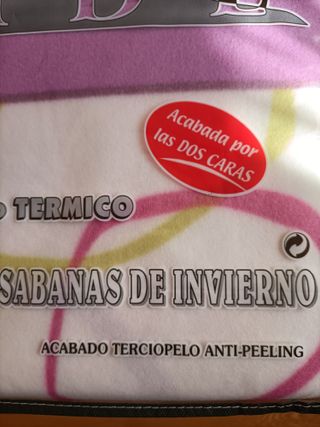 Acabada por
las DOS CARAS
TERMICO
SABANAS DE INVIERNO
ACABADO TERCIOPELO ANTI-PEELING